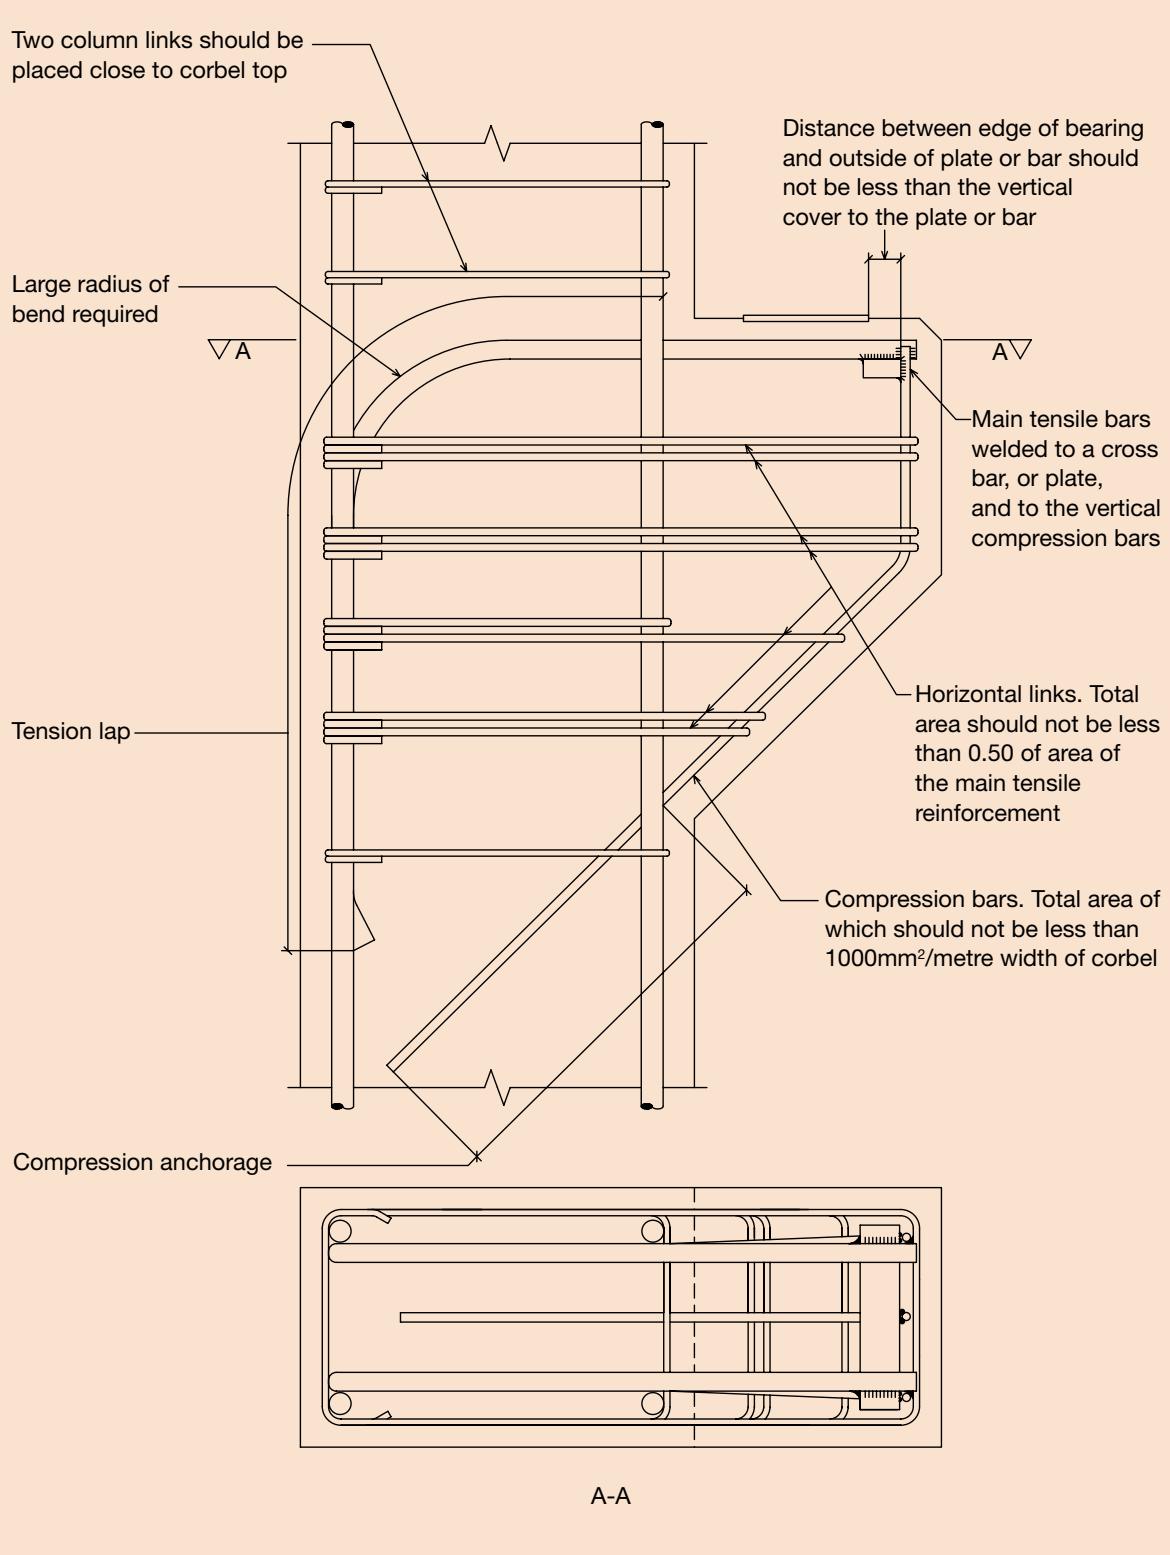 Two column links should be
placed close to corbel top
Distance between edge of bearing
and outside of plate or bar should
not be less than the vertical
cover to the plate or bar
Large radius of
bend required
A
A
Main tensile bars
welded to a cross
bar, or plate,
and to the vertical
compression bars
Horizontal links. Total
area should not be less
than 0.50 of area of
the main tensile
reinforcement
Tension lap
Compression bars. Total area of
which should not be less than
1000mm²/metre width of corbel
Compression anchorage
A-A